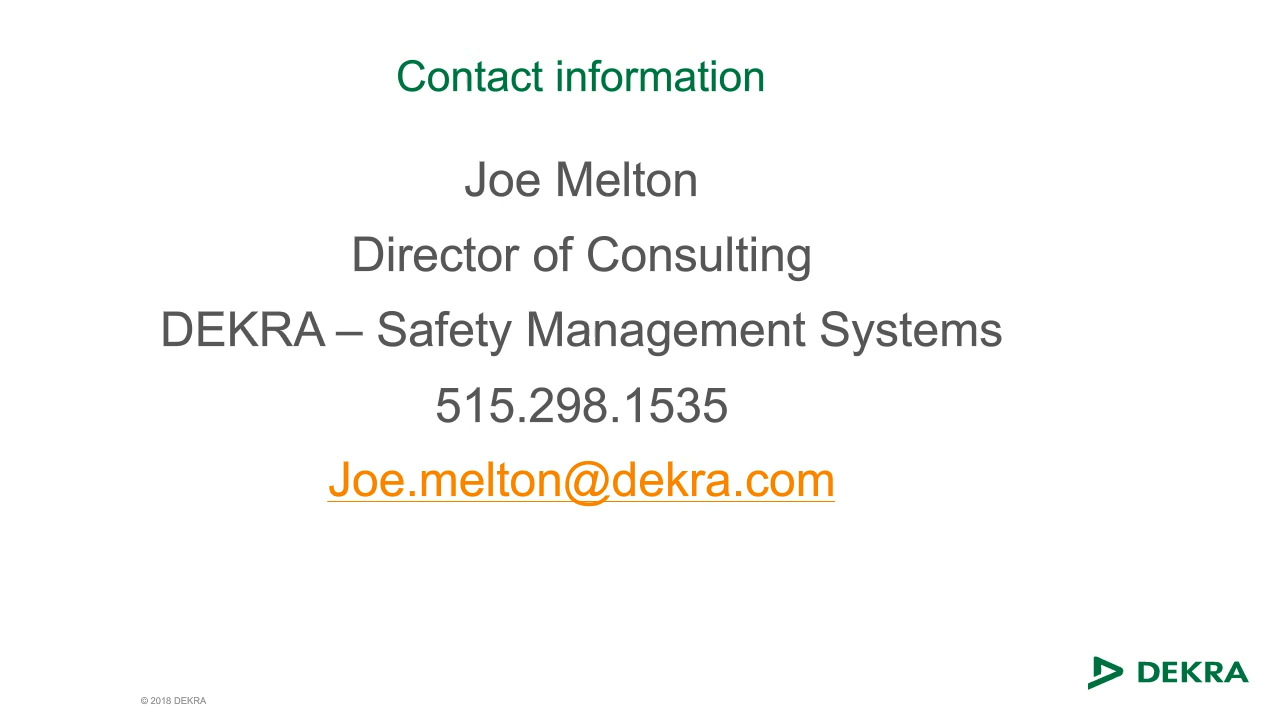 Contact information
Joe Melton
Director of Consulting
DEKRA – Safety Management Systems
515.298.1535
Joe.melton@dekra.com
© 2018 DEKRA
DEKRA